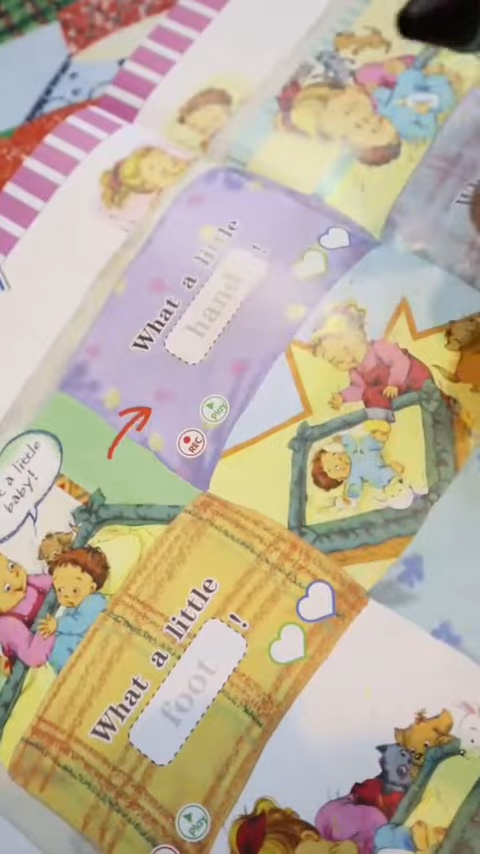 What a little
hand !
Play
REC
a little
baby!
What a little
foot !
Play